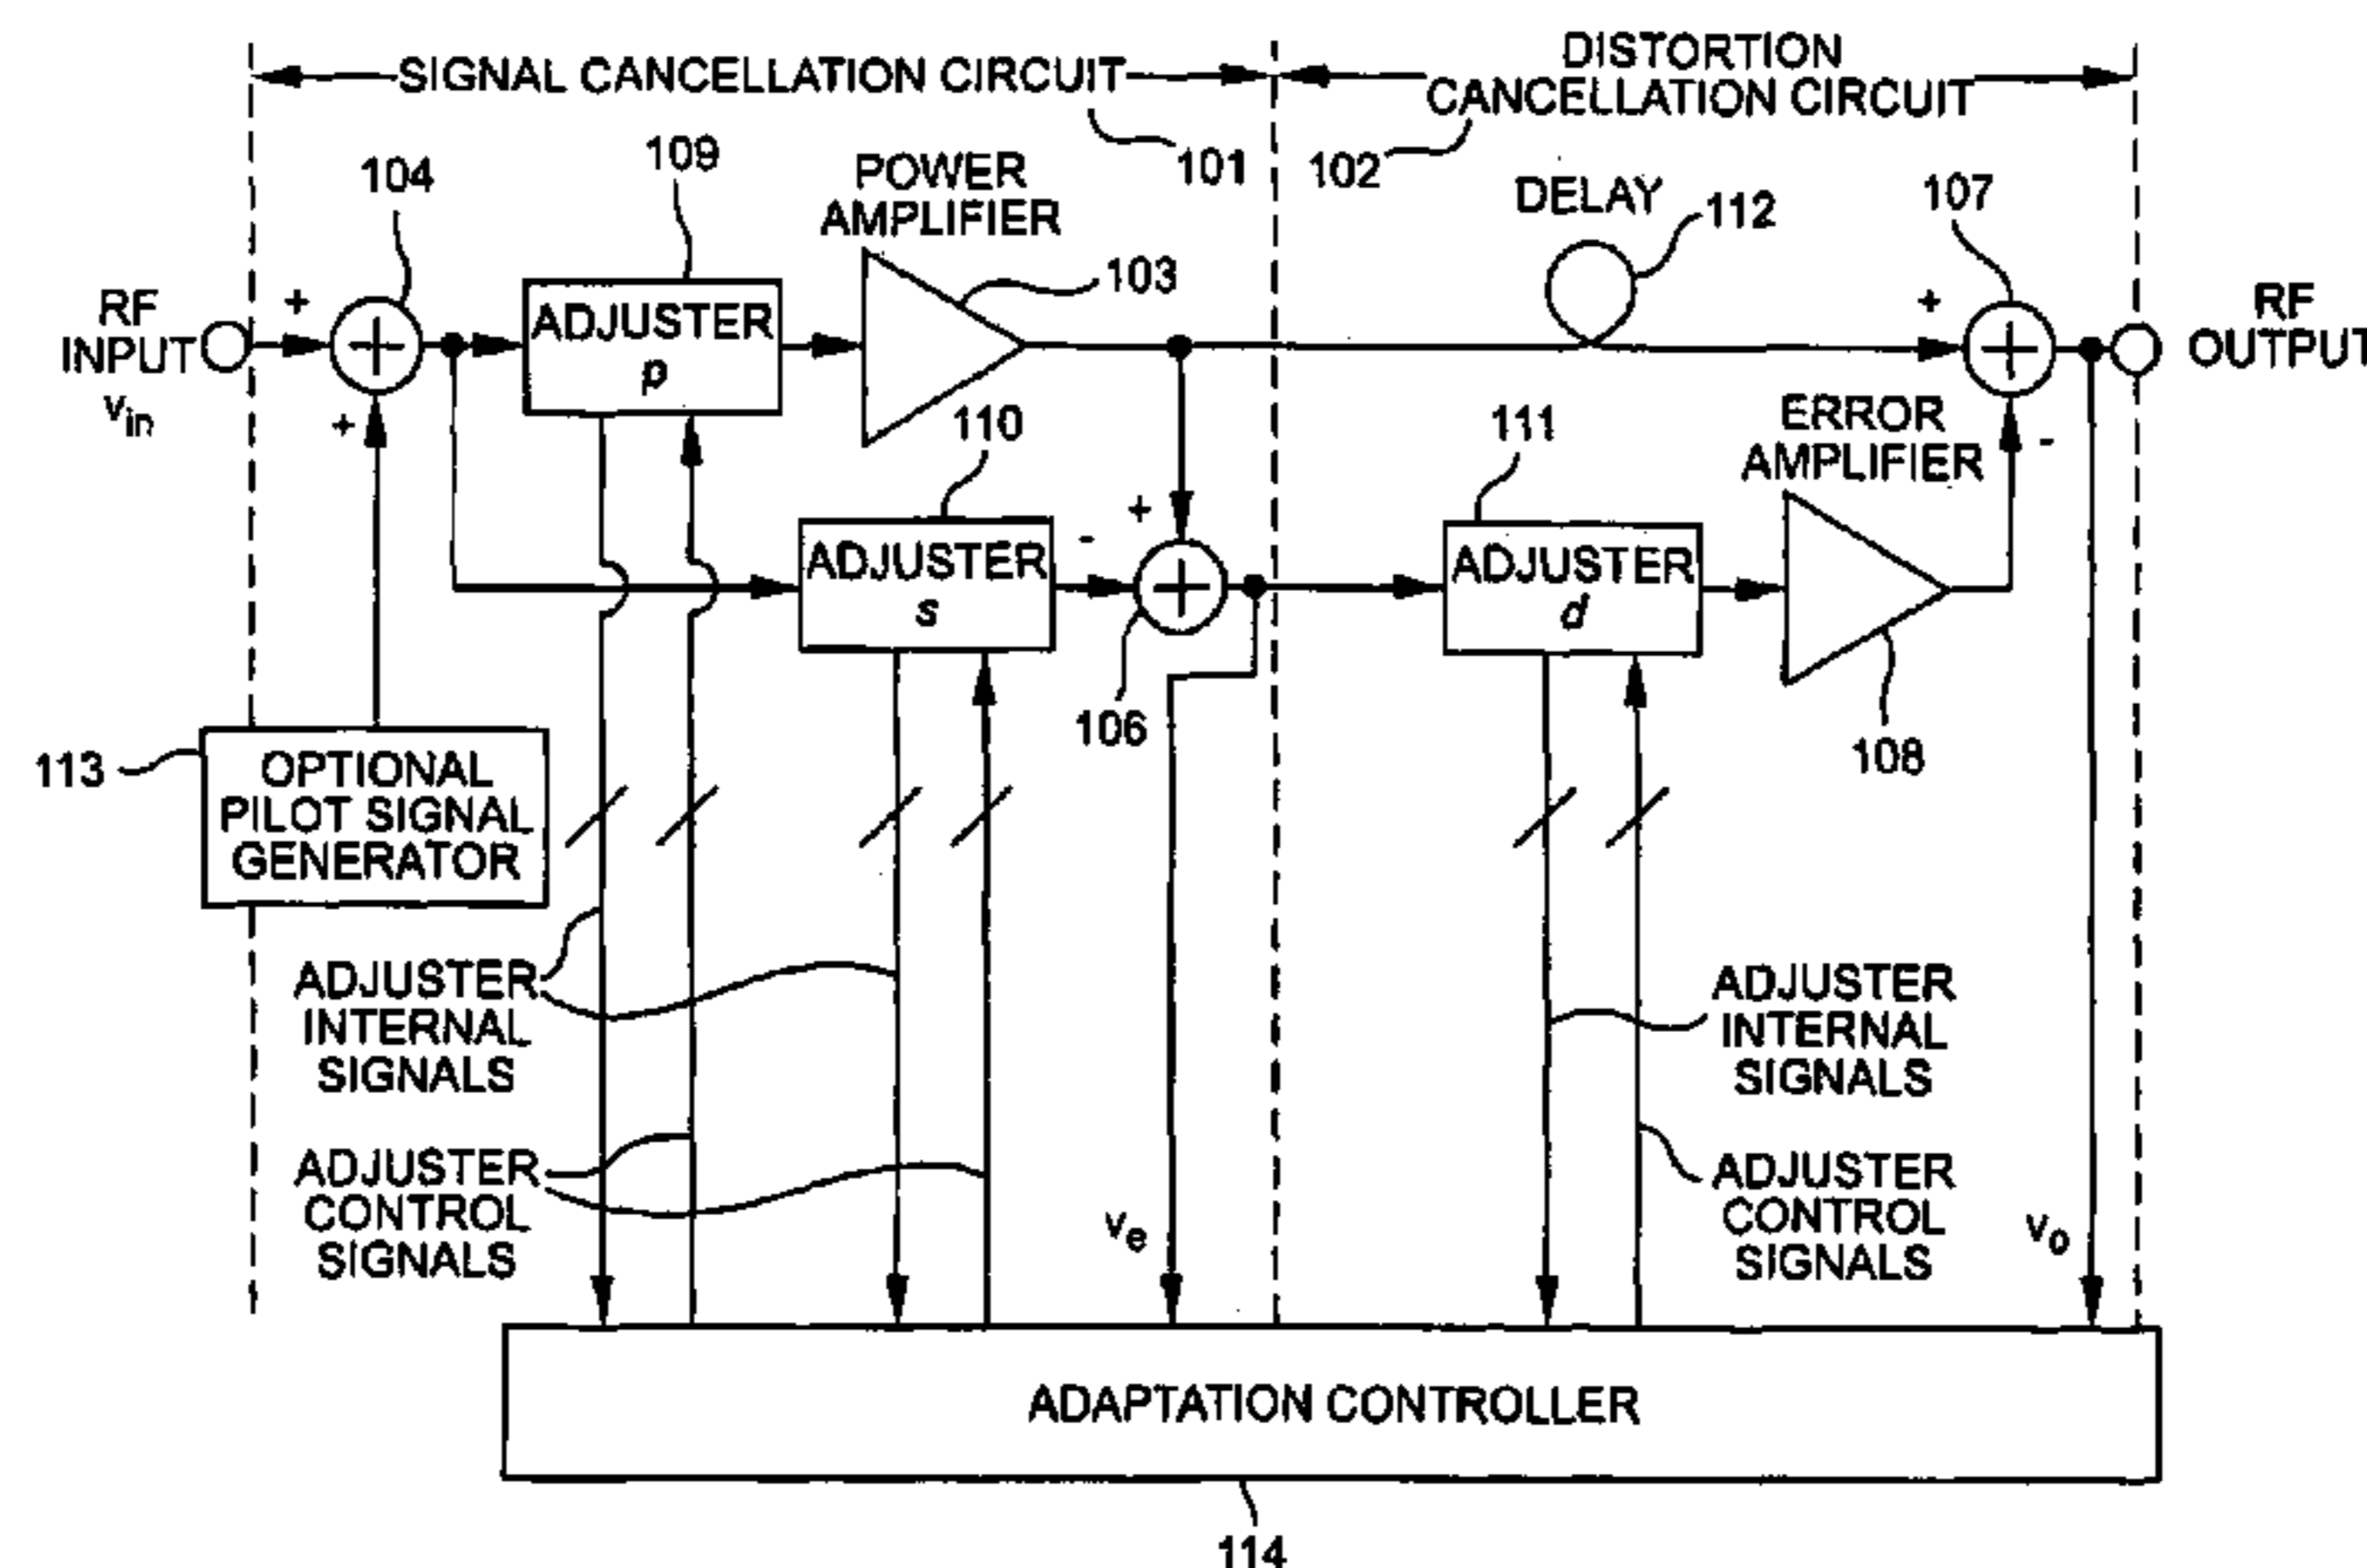 SIGNAL CANCELLATION CIRCUIT
DISTORTION
CANCELLATION CIRCUIT
101
102
104
109
POWER
AMPLIFIER
103
DELAY
112
107
RF
INPUT
vin
+
+
ADJUSTER
p
+
RF
OUTPUT
110
+
-
ADJUSTER
s
106
111
ADJUSTER
d
ERROR
AMPLIFIER
-
108
113
OPTIONAL
PILOT SIGNAL
GENERATOR
ADJUSTER
INTERNAL
SIGNALS
ADJUSTER
CONTROL
SIGNALS
ve
ADJUSTER
INTERNAL
SIGNALS
ADJUSTER
CONTROL
SIGNALS
vo
ADAPTATION CONTROLLER
114